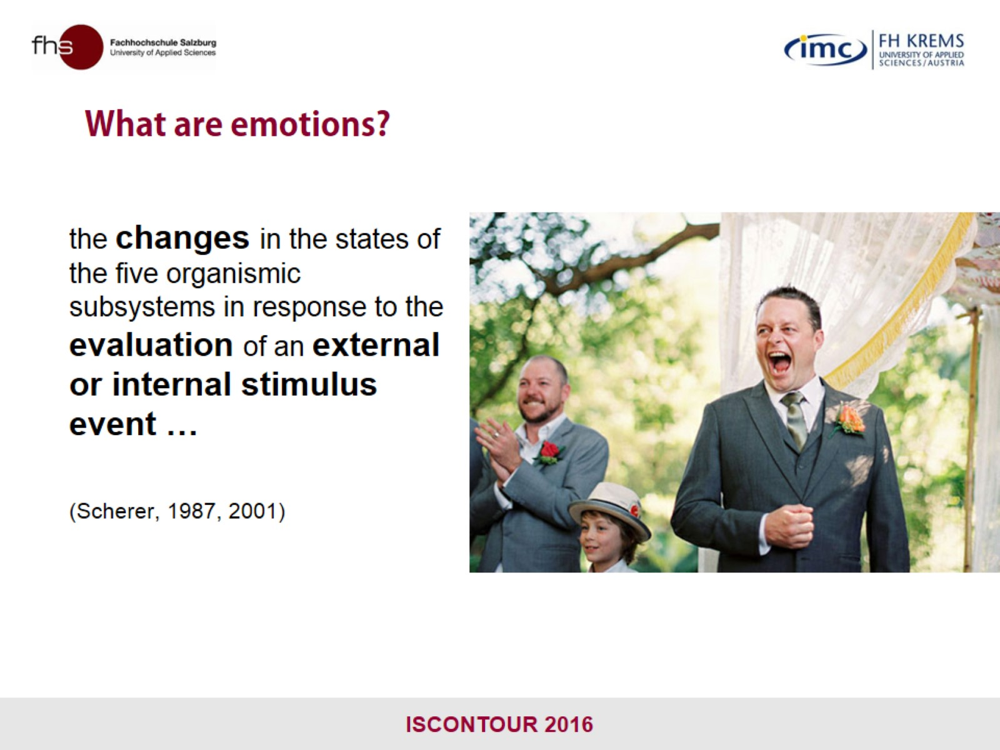 fhs
Fachhochschule Salzburg
University of Applied Sciences
imc
FH KREMS
UNIVERSITY OF APPLIED
SCIENCES/AUSTRIA
What are emotions?
the changes in the states of
the five organismic
subsystems in response to the
evaluation of an external
or internal stimulus
event …
(Scherer, 1987, 2001)
ISCONTOUR 2016